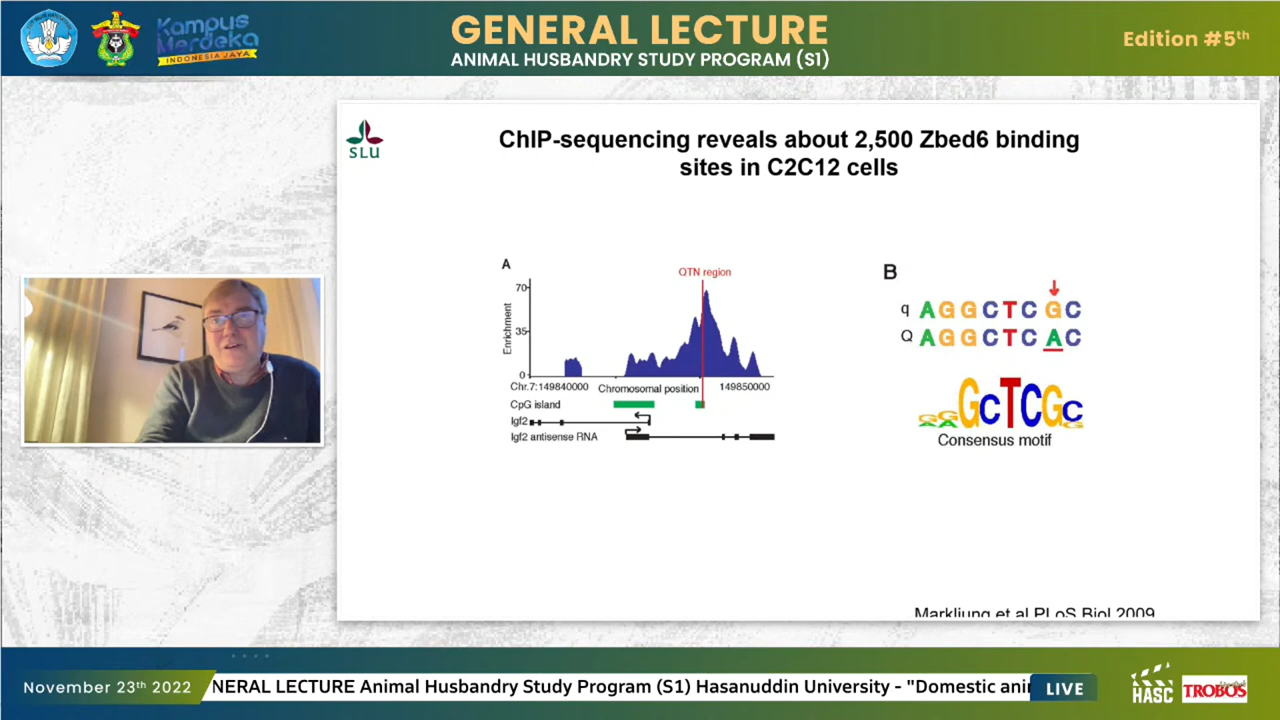 Kampus
Merdeka
INDONESIA JAYA
GENERAL LECTURE
ANIMAL HUSBANDRY STUDY PROGRAM (S1)
Edition #5th
SLU
ChIP-sequencing reveals about 2,500 Zbed6 binding
sites in C2C12 cells
A
QTN region
70
35
0
Enrichment
Chr.7:149840000 Chromosomal position 149850000
CpG island
Igf2
Igf2 antisense RNA
B
q AGGCTCGC
Q AGGCTCAC
GCTCGC
Consensus motif
Markljung et al PLoS Biol 2009
November 23th 2022
NERAL LECTURE Animal Husbandry Study Program (S1) Hasanuddin University - "Domestic ani
LIVE
HASC
TROBOS